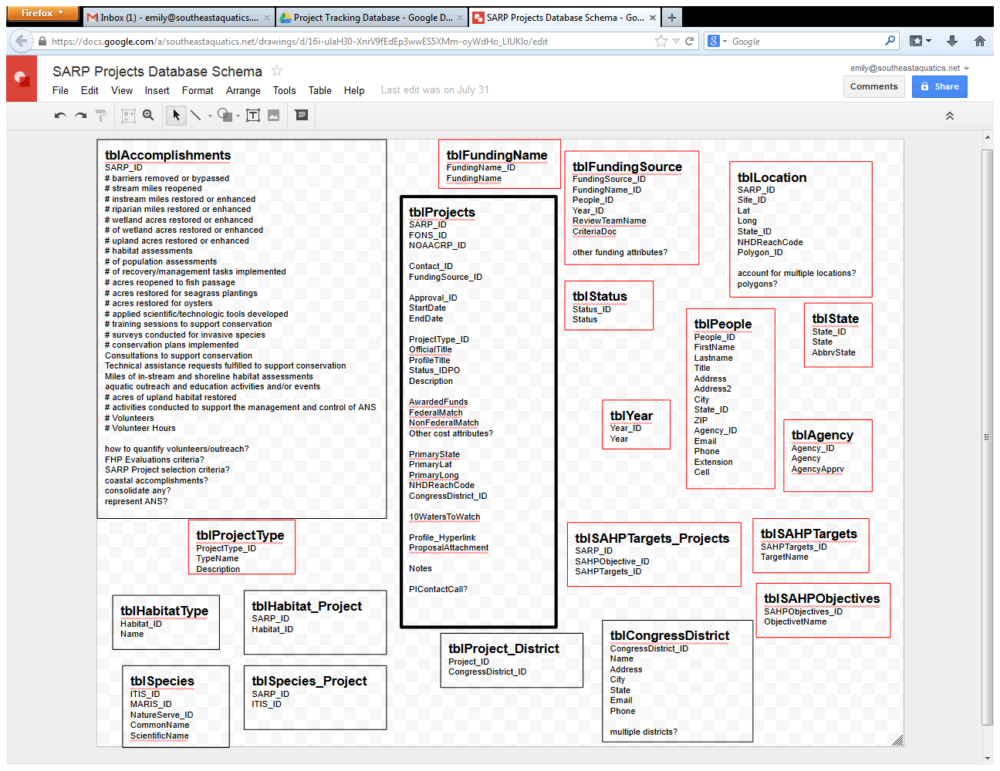 Firefox
Inbox (1) - emily@southeastaquatics....
Project Tracking Database - Google D...
SARP Projects Database Schema - Go...
https://docs.google.com/a/southeastaquatics.net/drawings/d/
Google
SARP Projects Database Schema
emily@southeastaquatics.net
File Edit View Insert Format Arrange Tools Table Help
Last edit was on July 31
Comments
Share
tblAccomplishments
SARP_ID
# barriers removed or bypassed
# stream miles reopened
# instream miles restored or enhanced
# riparian miles restored or enhanced
# wetland acres restored or enhanced
# of wetland acres restored or enhanced
# upland acres restored or enhanced
# habitat assessments
# of population assessments
# of recovery/management tasks implemented
# acres reopened to fish passage
# acres restored for seagrass plantings
# acres restored for oysters
# applied scientific/technologic tools developed
# training sessions to support conservation
# surveys conducted for invasive species
# conservation plans implemented
Consultations to support conservation
Technical assistance requests fulfilled to support conservation
Miles of in-stream and shoreline habitat assessments
aquatic outreach and education activities and/or events
# acres of upland habitat restored
# activities conducted to support the management and control of ANS
# Volunteers
# Volunteer Hours
how to quantify volunteers/outreach?
FHP Evaluations criteria?
SARP Project selection criteria?
coastal accomplishments?
consolidate any?
represent ANS?
tblFundingName
FundingName_ID
FundingName
tblProjects
SARP_ID
FONS_ID
NOAACRP_ID
Contact_ID
FundingSource_ID
Approval_ID
StartDate
EndDate
ProjectType_ID
OfficialTitle
ProfileTitle
Status_IDPO
Description
AwardedFunds
FederalMatch
NonFederalMatch
Other cost attributes?
PrimaryState
PrimaryLat
PrimaryLong
NHDReachCode
CongressDistrict_ID
10WatersToWatch
Profile_Hyperlink
ProposalAttachment
Notes
PIContactCall?
tblFundingSource
FundingSource_ID
FundingName_ID
People_ID
Year_ID
ReviewTeamName
CriteriaDoc
other funding attributes?
tblLocation
SARP_ID
Site_ID
Lat
Long
State_ID
NHDReachCode
Polygon_ID
account for multiple locations?
polygons?
tblStatus
Status_ID
Status
tblPeople
People_ID
FirstName
Lastname
Title
Address
Address2
City
State_ID
ZIP
Agency_ID
Email
Phone
Extension
Cell
tblState
State_ID
State
AbbrvState
tblYear
Year_ID
Year
tblAgency
Agency_ID
Agency
AgencyApprv
tblProjectType
ProjectType_ID
TypeName
Description
tblSAHPTargets_Projects
SARP_ID
SAHPObjective_ID
SAHPTargets_ID
tblSAHPTargets
SAHPTargets_ID
TargetName
tblSAHPObjectives
SAHPObjectives_ID
ObjectivetName
tblHabitatType
Habitat_ID
Name
tblHabitat_Project
SARP_ID
Habitat_ID
tblProject_District
Project_ID
CongressDistrict_ID
tblCongressDistrict
CongressDistrict_ID
Name
Address
City
State
Email
Phone
multiple districts?
tblSpecies
ITIS_ID
MARIS_ID
NatureServe_ID
CommonName
ScientificName
tblSpecies_Project
SARP_ID
ITIS_ID